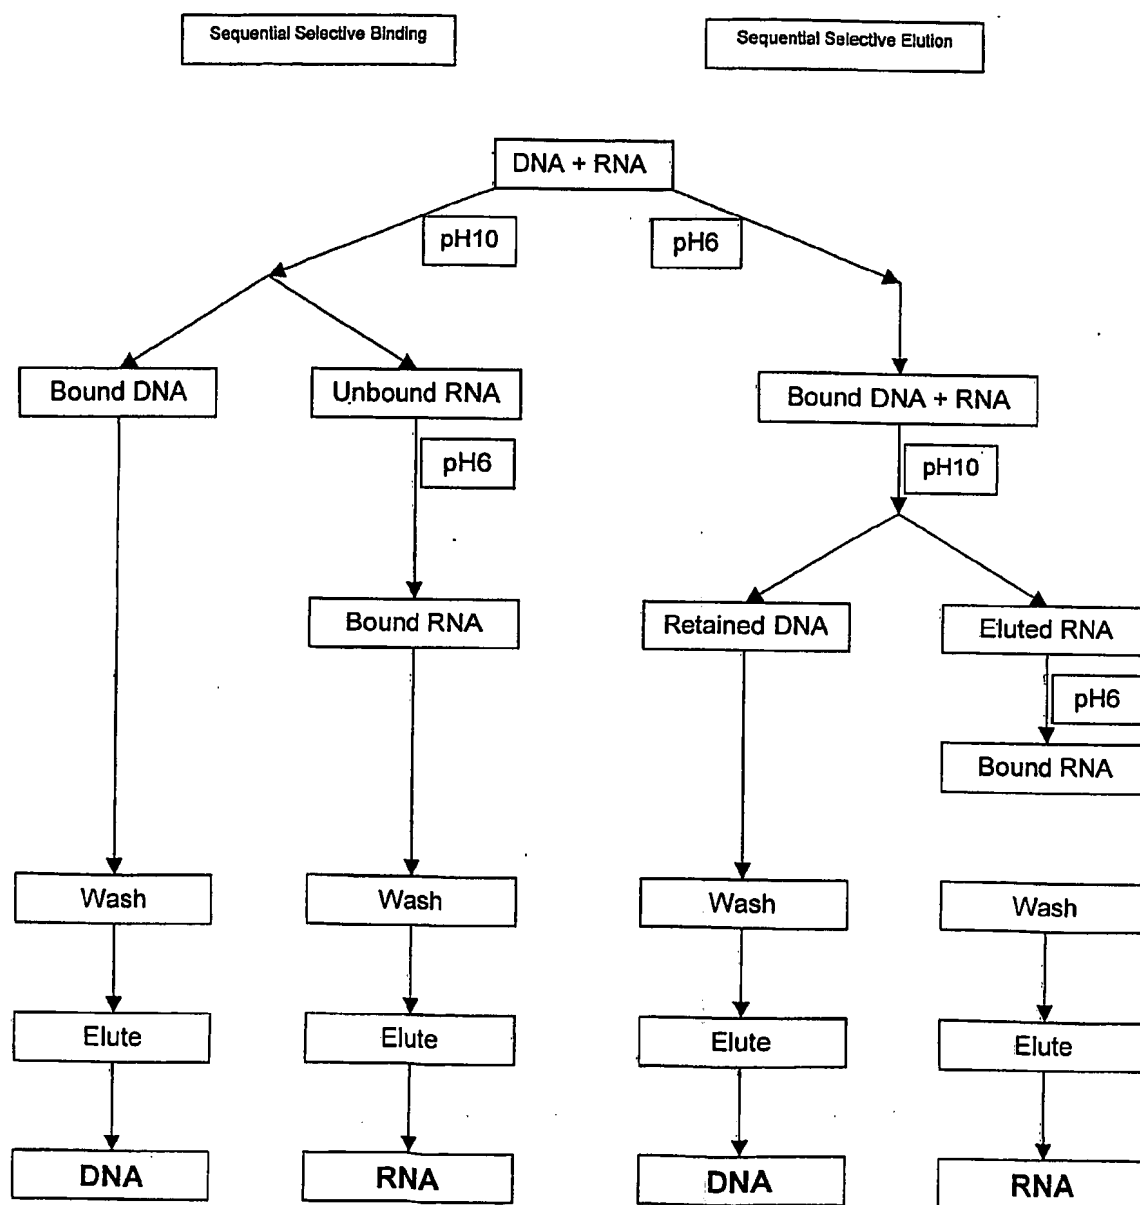 Sequential Selective Binding
Sequential Selective Elution
DNA + RNA
pH10
pH6
Bound DNA
Unbound RNA
Bound DNA + RNA
pH6
pH10
Bound RNA
Retained DNA
Eluted RNA
pH6
Bound RNA
Wash
Wash
Wash
Wash
Elute
Elute
Elute
Elute
DNA
RNA
DNA
RNA